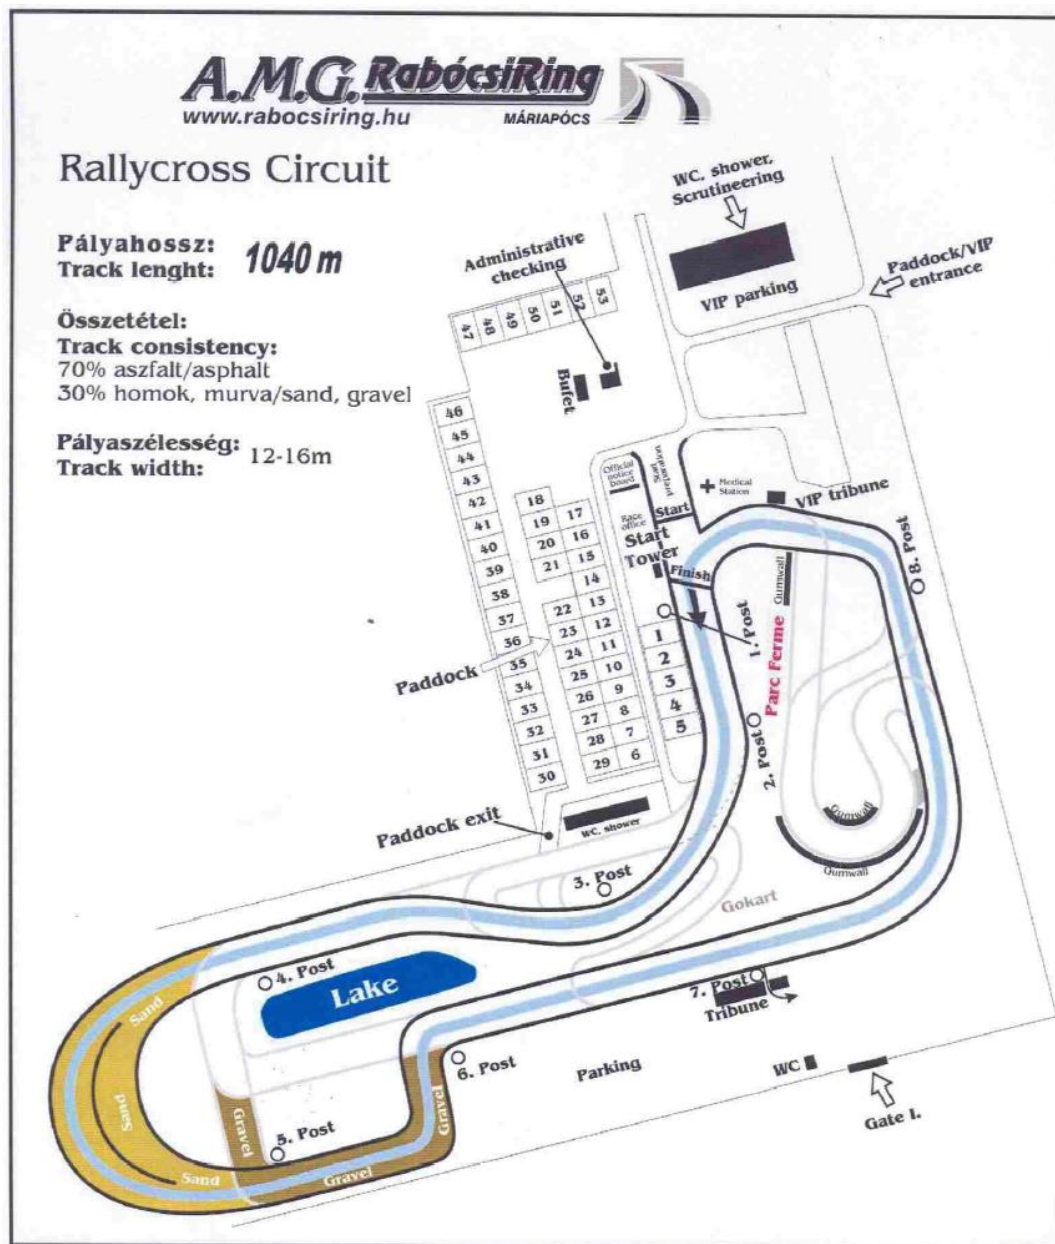 A.M.G. RabócsiRing
www.rabocsiring.hu MÁRIAPÓCS
Rallycross Circuit
Pályahossz:
Track lenght: 1040 m
Összetétel:
Track consistency:
70% aszfalt/asphalt
30% homok, murva/sand, gravel
Pályaszélesség:
Track width: 12-16m
WC. shower,
Scrutineering
VIP parking
Paddock/VIP
entrance
Administrative
checking
47 48 49 50 51 52 53
Bufet
46
45
44
43
42
41
40
39
38
37
36
35
34
33
32
31
30
18
19
20
21
17
16
15
14
13
12
11
10
9
8
7
6
22
23
24
25
26
27
28
29
Official
notice
board
Start
preparation
Race
office
Start
Start
Tower
Finish
Medical
Station
VIP tribune
8. Post
1
2
3
4
5
1. Post
Gumwall
Parc Ferme
2. Post
Gumwall
Gumwall
Paddock
Paddock exit
WC. shower
3. Post
Gokart
4. Post
Lake
7. Post
Tribune
6. Post
Parking
WC
Gate I.
5. Post
Sand
Sand
Sand
Gravel
Gravel
Gravel